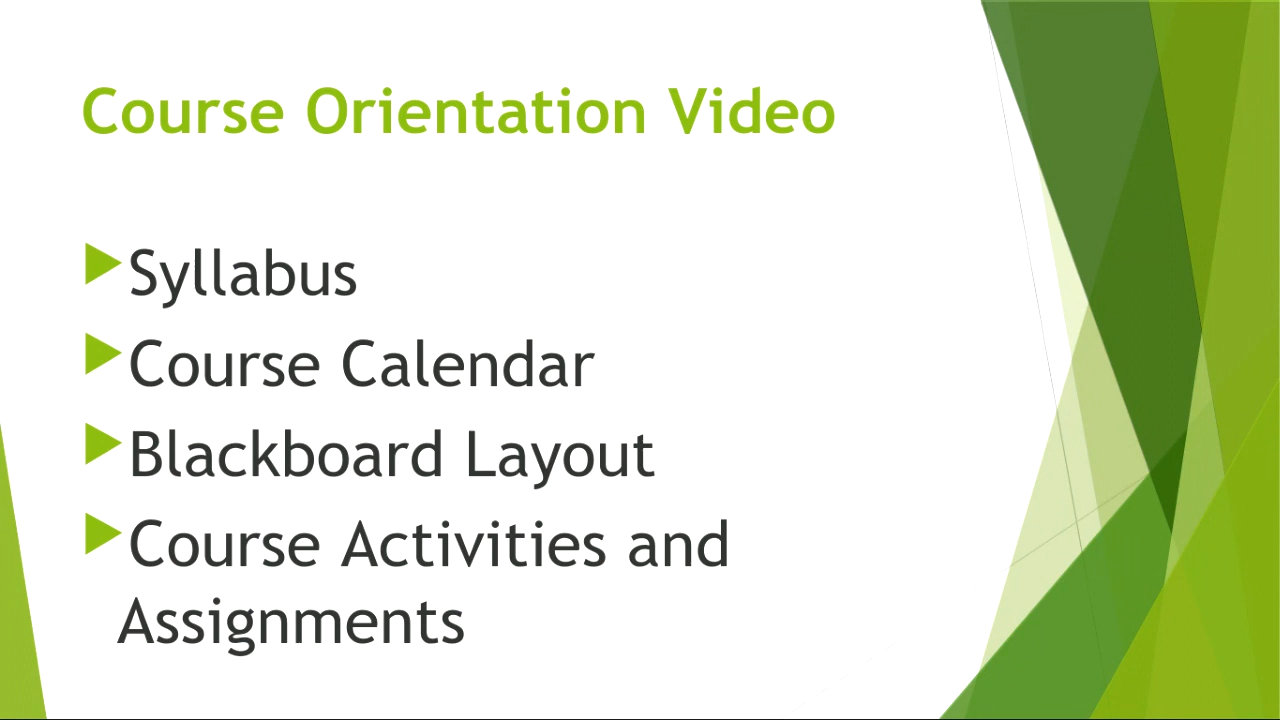 Course Orientation Video
Syllabus
Course Calendar
Blackboard Layout
Course Activities and
Assignments